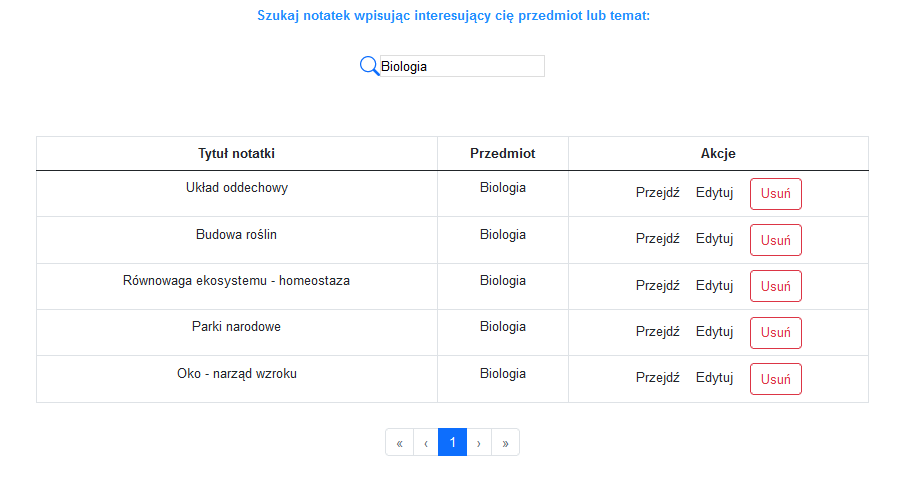 Szukaj notatek wpisując interesujący cię przedmiot lub temat:
Biologia
Tytuł notatki Przedmiot Akcje
Układ oddechowy Biologia Przejdź Edytuj Usuń
Budowa roślin Biologia Przejdź Edytuj Usuń
Równowaga ekosystemu - homeostaza Biologia Przejdź Edytuj Usuń
Parki narodowe Biologia Przejdź Edytuj Usuń
Oko - narząd wzroku Biologia Przejdź Edytuj Usuń
« ‹ 1 › »